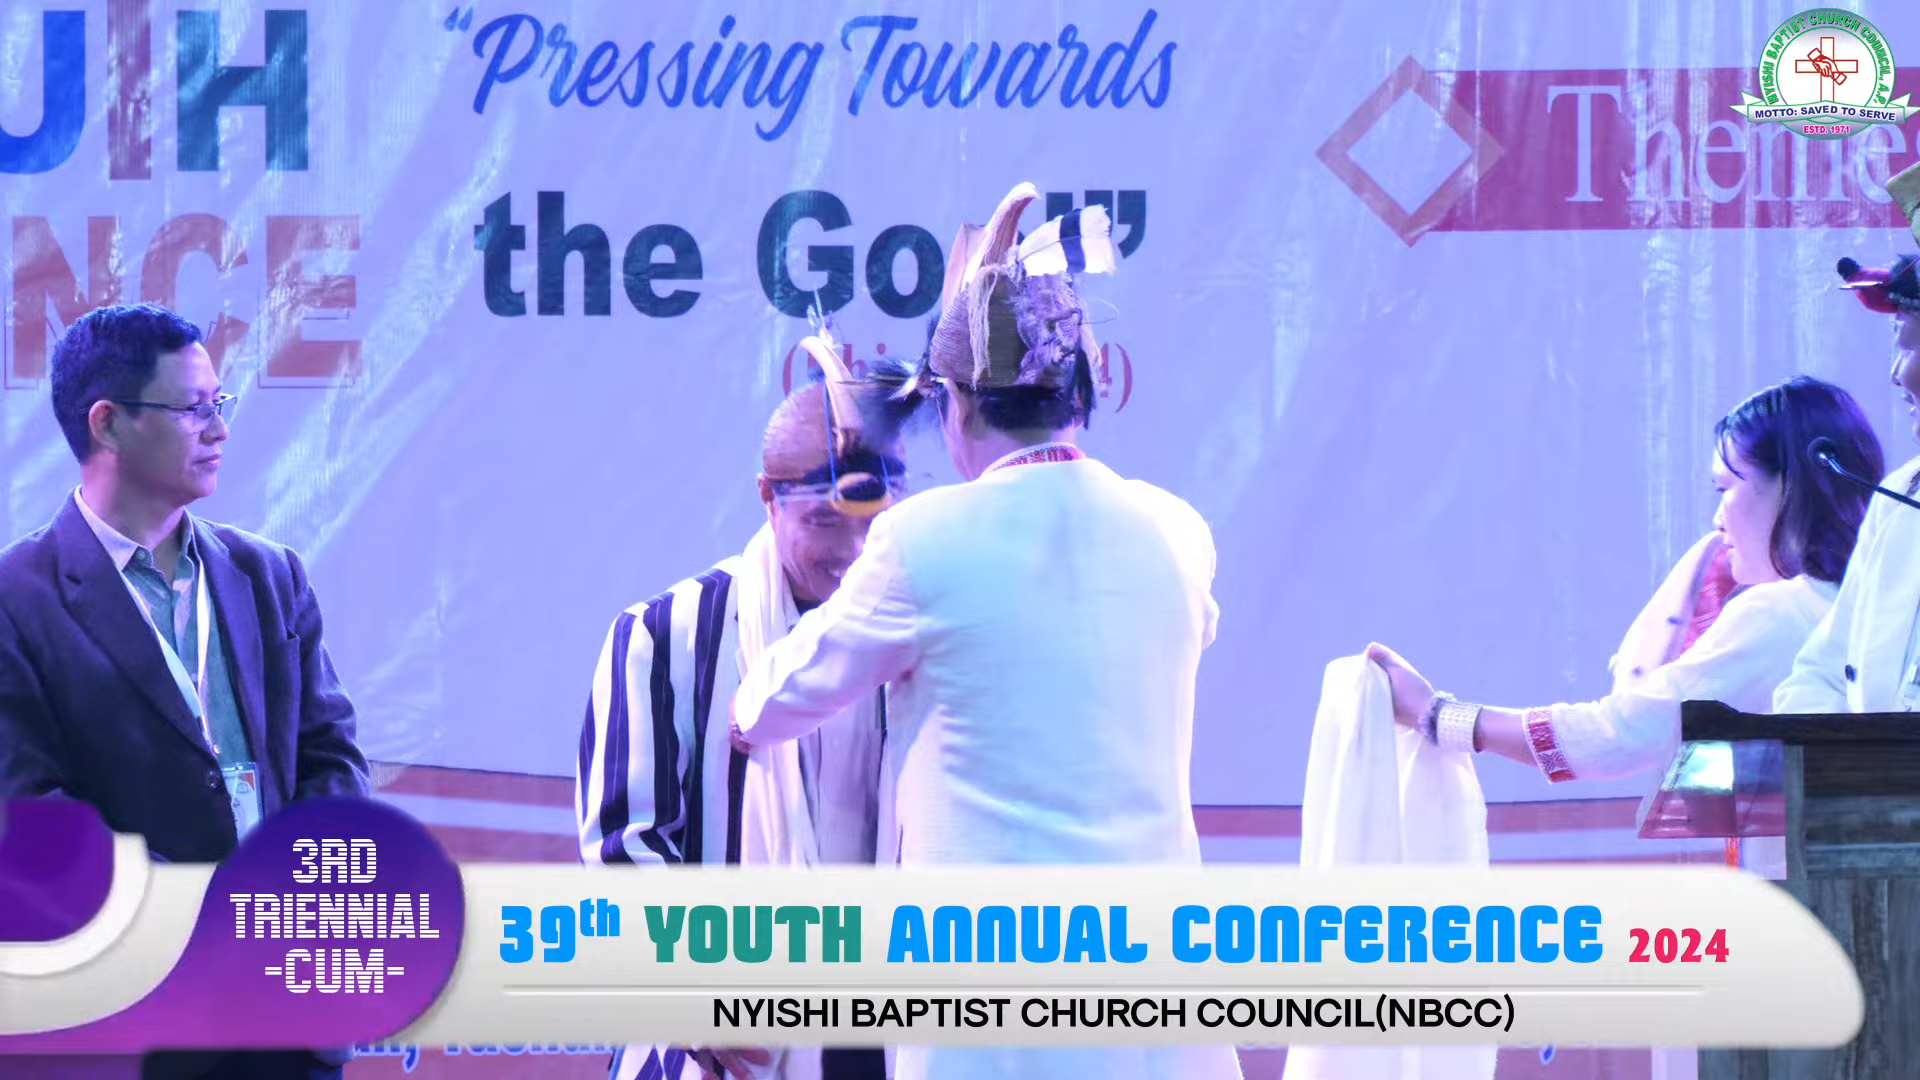 UTH
NCE
“Pressing Towards
the Go
”
Themes
NYISHI BAPTIST CHURCH COUNCIL, A.P.
MOTTO: SAVED TO SERVE
ESTD. 1971
3RD
TRIENNIAL
-CUM-
39th YOUTH ANNUAL CONFERENCE 2024
NYISHI BAPTIST CHURCH COUNCIL(NBCC)